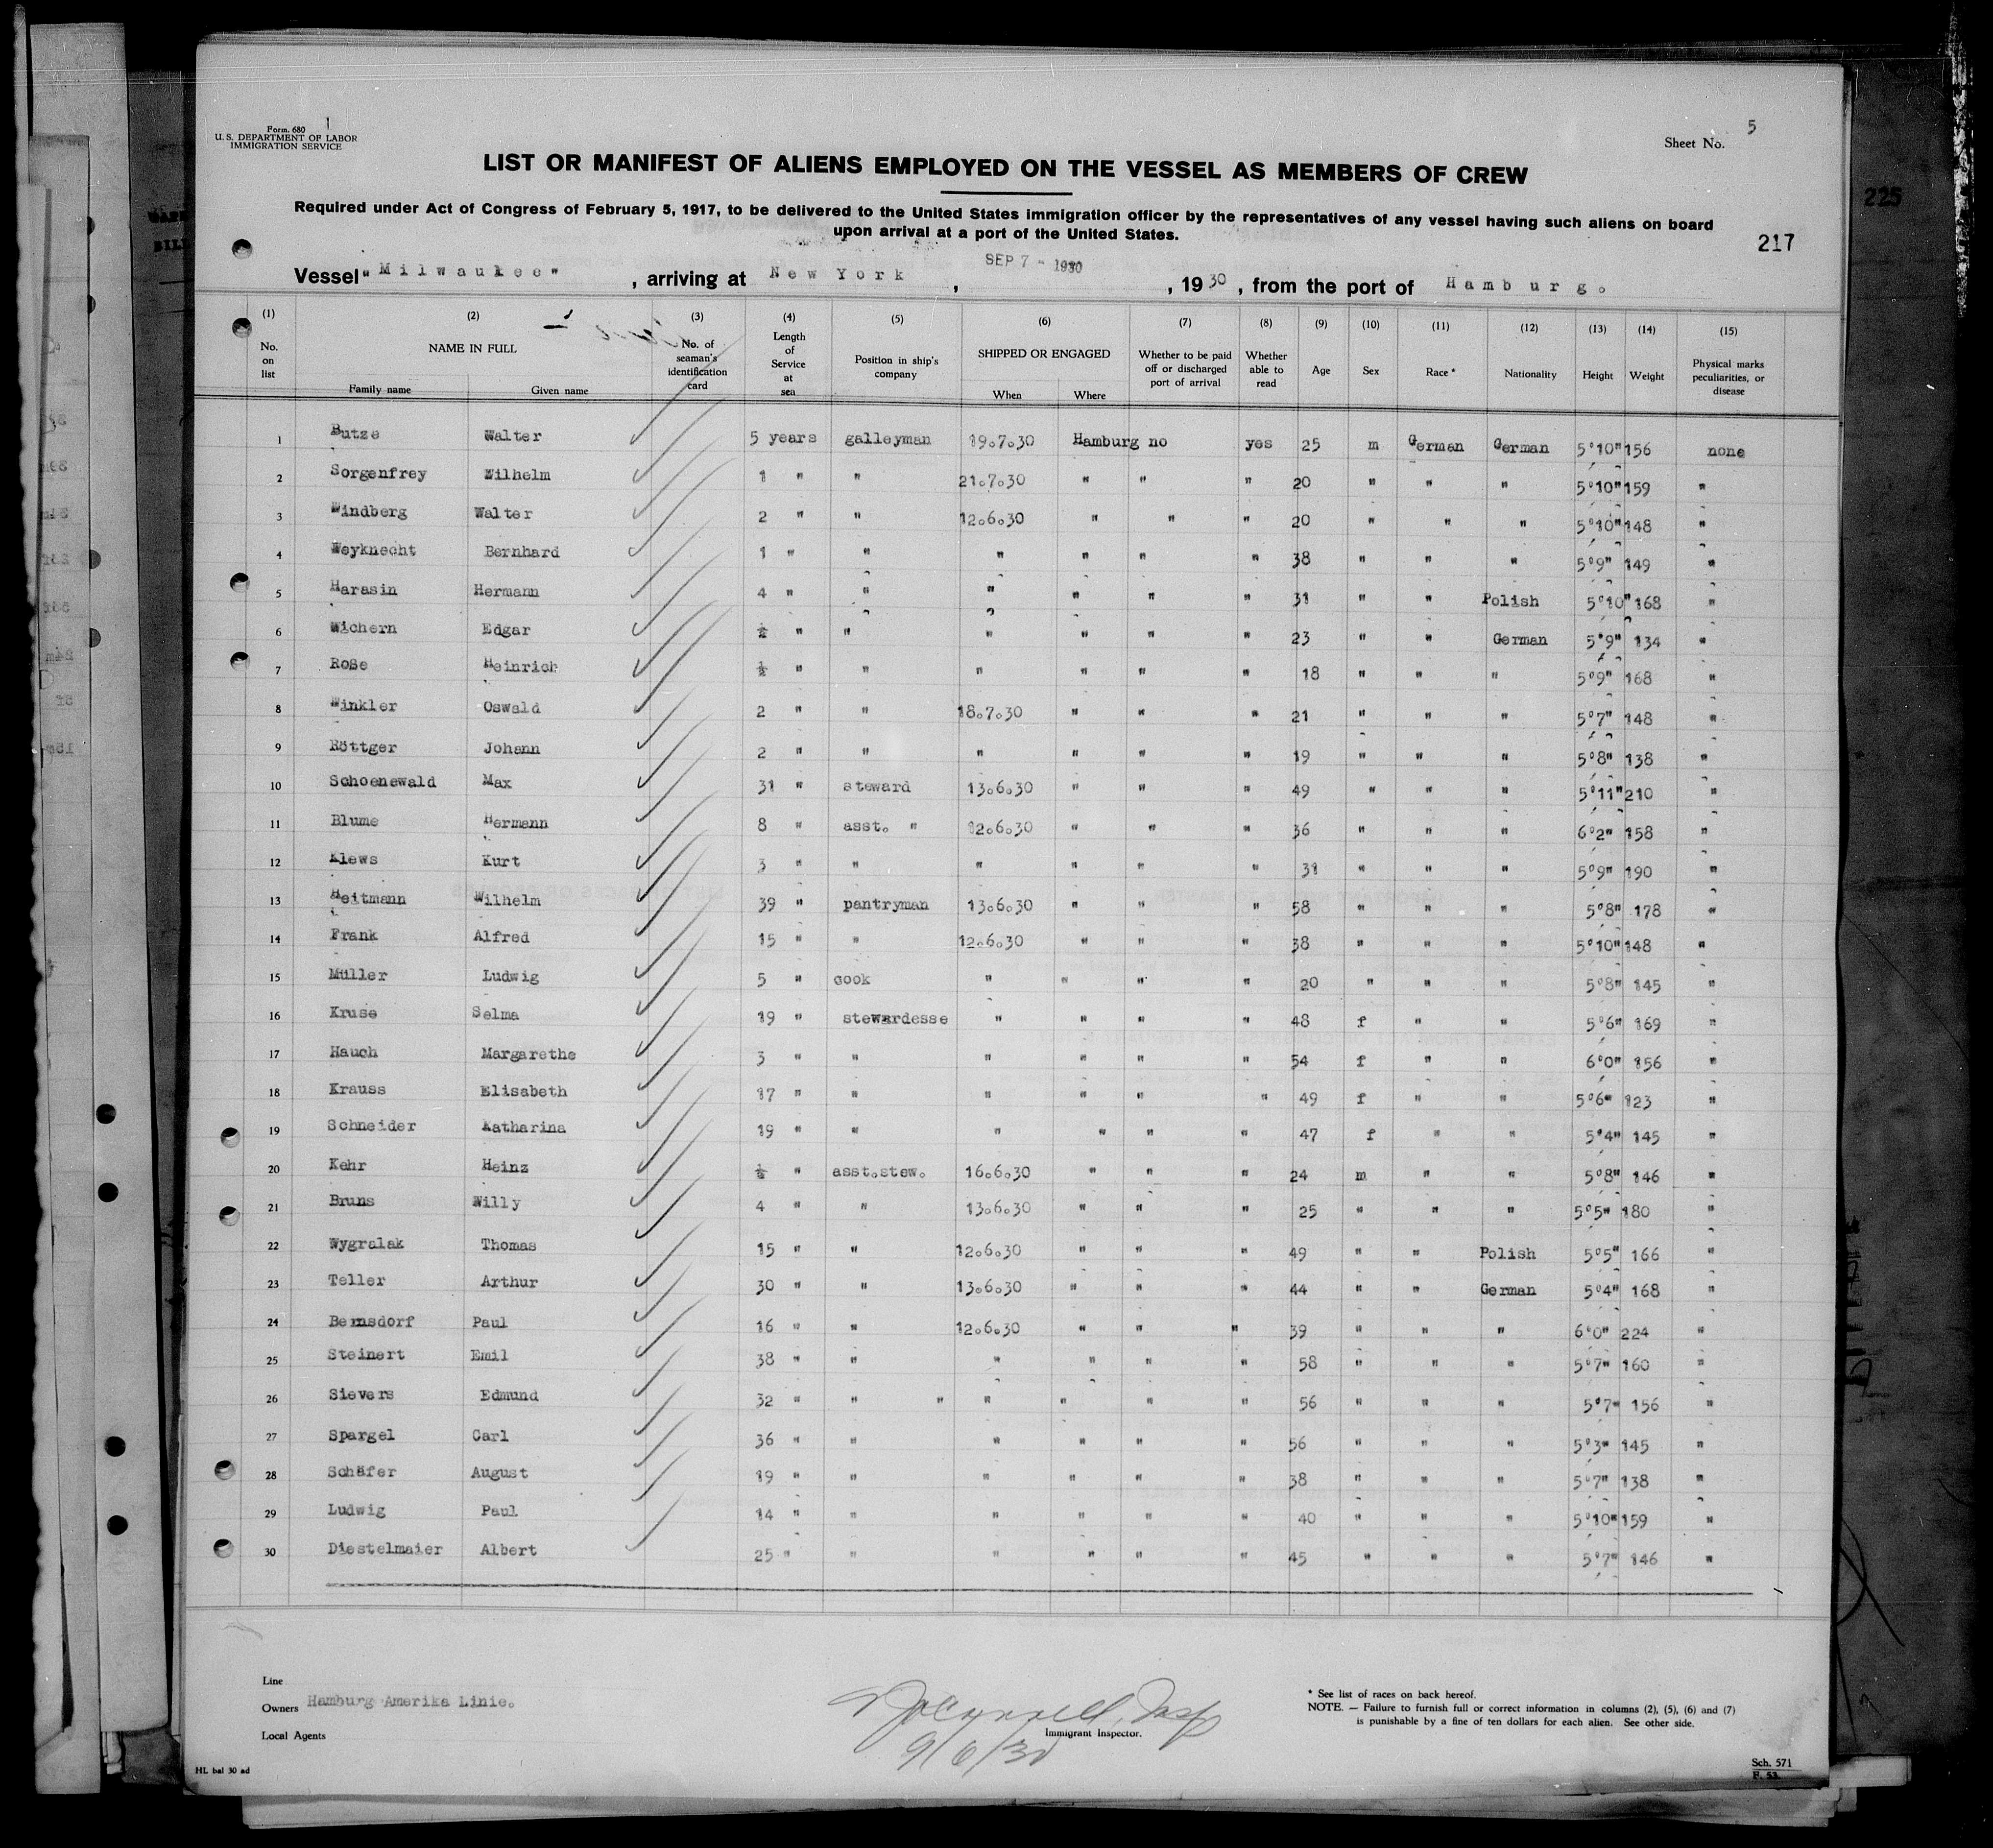 Form. 680
1
U. S. DEPARTMENT OF LABOR
IMMIGRATION SERVICE
Sheet No. 5
LIST OR MANIFEST OF ALIENS EMPLOYED ON THE VESSEL AS MEMBERS OF CREW
Required under Act of Congress of February 5, 1917, to be delivered to the United States immigration officer by the representatives of any vessel having such aliens on board
upon arrival at a port of the United States.
225
217
Vessel "Milwaukee", arriving at New York, SEP 7 - 1930, 1930, from the port of Hamburg.
(1) (2) (3) (4) (5) (6) (7) (8) (9) (10) (11) (12) (13) (14) (15)
No. on list NAME IN FULL Family name Given name No. of seaman's identification card Length of Service at sea Position in ship's company SHIPPED OR ENGAGED When Where Whether to be paid off or discharged port of arrival Whether able to read Age Sex Race * Nationality Height Weight Physical marks peculiarities, or disease
1 Butze Walter 5 years galleyman 19.7.30 Hamburg no yes 25 m German German 5'10" 156 none
2 Sorgenfrey Wilhelm 1 " " 21.7.30 " " " 20 " " " 5'10" 159 "
3 Windberg Walter 2 " " 12.6.30 " " " 20 " " " 5'10" 148 "
4 Weyknecht Bernhard 1 " " " " " " 38 " " " 5'9" 149 "
5 Harasin Hermann 4 " " " " " " 31 " " Polish 5'10" 168 "
6 Wichern Edgar ½ " " " " " " 23 " " German 5'9" 134 "
7 Roße Heinrich ½ " " " " " " 18 " " " 5'9" 168 "
8 Winkler Oswald 2 " " 18.7.30 " " " 21 " " " 5'7" 148 "
9 Röttger Johann 2 " " " " " " 19 " " " 5'8" 138 "
10 Schoenewald Max 31 " steward 13.6.30 " " " 49 " " " 5'11" 210 "
11 Blume Hermann 8 " asst. " 12.6.30 " " " 36 " " " 6'2" 158 "
12 Klews Kurt 3 " " " " " " 31 " " " 5'9" 190 "
13 Heitmann Wilhelm 39 " pantryman 13.6.30 " " " 58 " " " 5'8" 178 "
14 Frank Alfred 15 " " 12.6.30 " " " 38 " " " 5'10" 148 "
15 Müller Ludwig 5 " cook " " " " 20 " " " 5'8" 145 "
16 Kruse Selma 19 " stewardesse " " " " 48 f " " 5'6" 169 "
17 Hauch Margarethe 3 " " " " " " 54 f " " 6'0" 156 "
18 Krauss Elisabeth 17 " " " " " " 49 f " " 5'6" 123 "
19 Schneider Katharina 19 " " " " " " 47 f " " 5'4" 145 "
20 Kehr Heinz ½ " asst.stew. 16.6.30 " " " 24 m " " 5'8" 146 "
21 Bruns Willy 4 " " 13.6.30 " " " 25 " " " 5'5" 180 "
22 Wygralak Thomas 15 " " 12.6.30 " " " 49 " " Polish 5'5" 166 "
23 Teller Arthur 30 " " 13.6.30 " " " 44 " " German 5'4" 168 "
24 Bernsdorf Paul 16 " " 12.6.30 " " " 39 " " " 6'0" 224 "
25 Steinert Emil 38 " " " " " " 58 " " " 5'7" 160 "
26 Sievers Edmund 32 " " " " " " " 56 " " " 5'7" 156 "
27 Spargel Carl 36 " " " " " " 56 " " " 5'3" 145 "
28 Schäfer August 19 " " " " " " 38 " " " 5'7" 138 "
29 Ludwig Paul 14 " " " " " " 40 " " " 5'10" 159 "
30 Diestelmaier Albert 25 " " " " " " 45 " " " 5'7" 146 "
Line
Owners Hamburg Amerika Linie.
Local Agents
Immigrant Inspector.
9/6/30
* See list of races on back hereof.
NOTE. — Failure to furnish full or correct information in columns (2), (5), (6) and (7)
is punishable by a fine of ten dollars for each alien. See other side.
HL bal 30 ad
Sch. 571
F. 53.